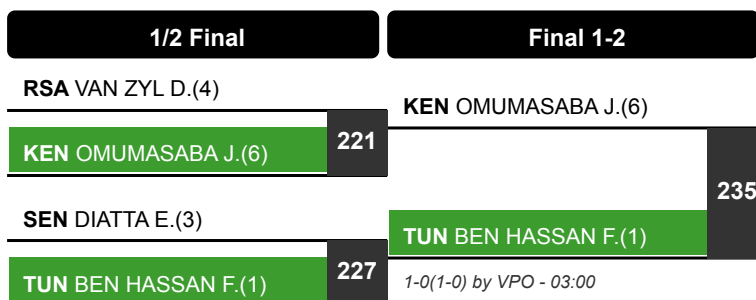 1/2 Final
RSA VAN ZYL D.(4)
221
KEN OMUMASABA J.(6)
SEN DIATTA E.(3)
227
TUN BEN HASSAN F.(1)
Final 1-2
KEN OMUMASABA J.(6)
235
TUN BEN HASSAN F.(1)
1-0(1-0) by VPO - 03:00